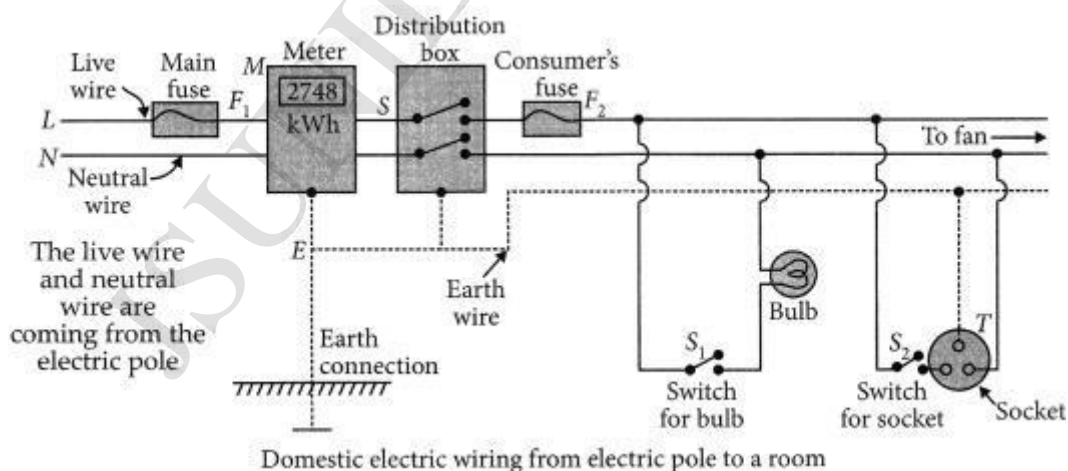 Distribution
box
Live
wire
Main
fuse
Meter
M
Consumer's
fuse
L
F1
2748
kWh
S
F2
N
To fan
Neutral
wire
The live wire
and neutral
wire are
coming from the
electric pole
E
Earth
wire
Bulb
Earth
connection
S1
Switch
for bulb
S2
T
Switch
for socket
Socket
Domestic electric wiring from electric pole to a room